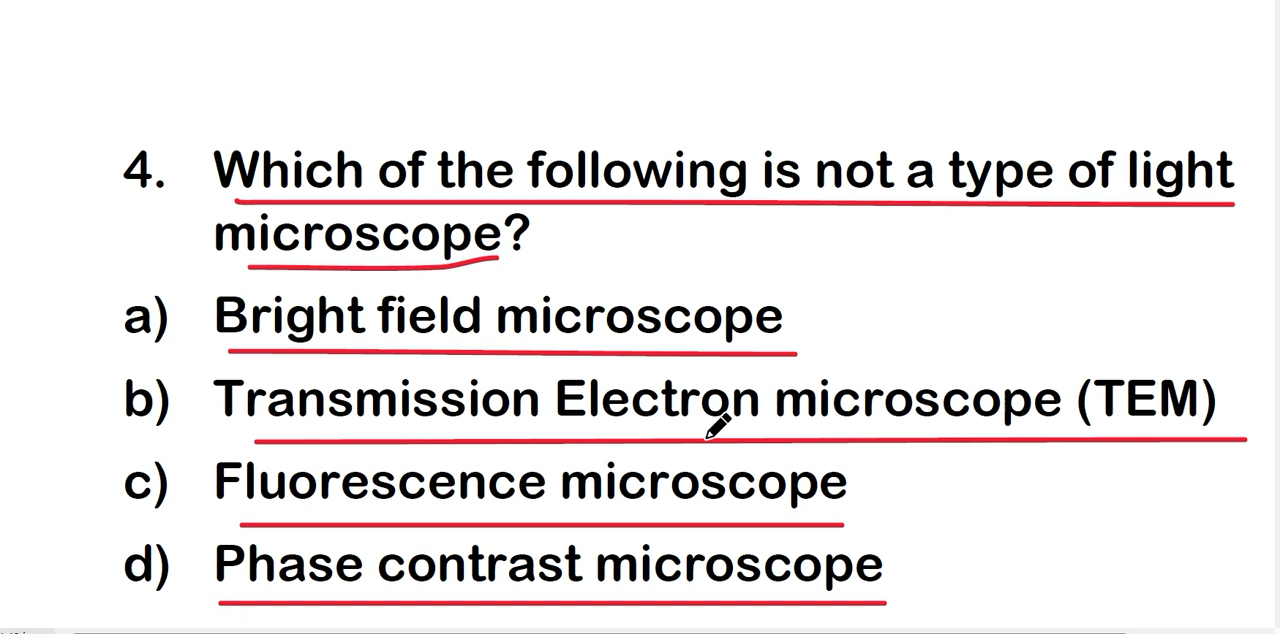 4. Which of the following is not a type of light
microscope?
a) Bright field microscope
b) Transmission Electron microscope (TEM)
c) Fluorescence microscope
d) Phase contrast microscope